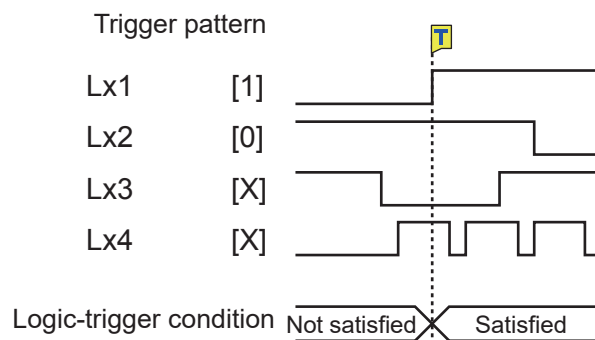 Trigger pattern
T
Lx1 [1]
Lx2 [0]
Lx3 [X]
Lx4 [X]
Logic-trigger condition Not satisfied Satisfied